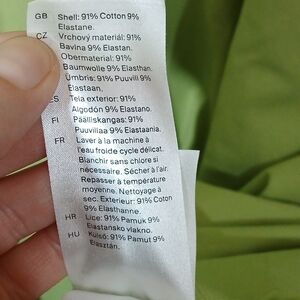 GB Shell: 91% Cotton 9%
Elastane.
CZ Vrchový materiál: 91%
Bavlna 9% Elastan.
Obermaterial: 91%
Baumwolle 9% Elasthan.
Ümbris: 91% Puuvill 9%
Elastaan.
ES Tela exterior: 91%
Algodón 9% Elastano.
FI Päälliskangas: 91%
Puuvillaa 9% Elastaania.
FR Laver à la machine à
l'eau froide cycle délicat.
Blanchir sans chlore si
nécessaire. Sécher à l'air.
Repasser à température
moyenne. Nettoyage à
sec. Exterieur: 91% Coton
9% Elasthanne.
HR Lice: 91% Pamuk 9%
Elastansko vlakno.
HU Külső: 91% Pamut 9%
Elasztán.